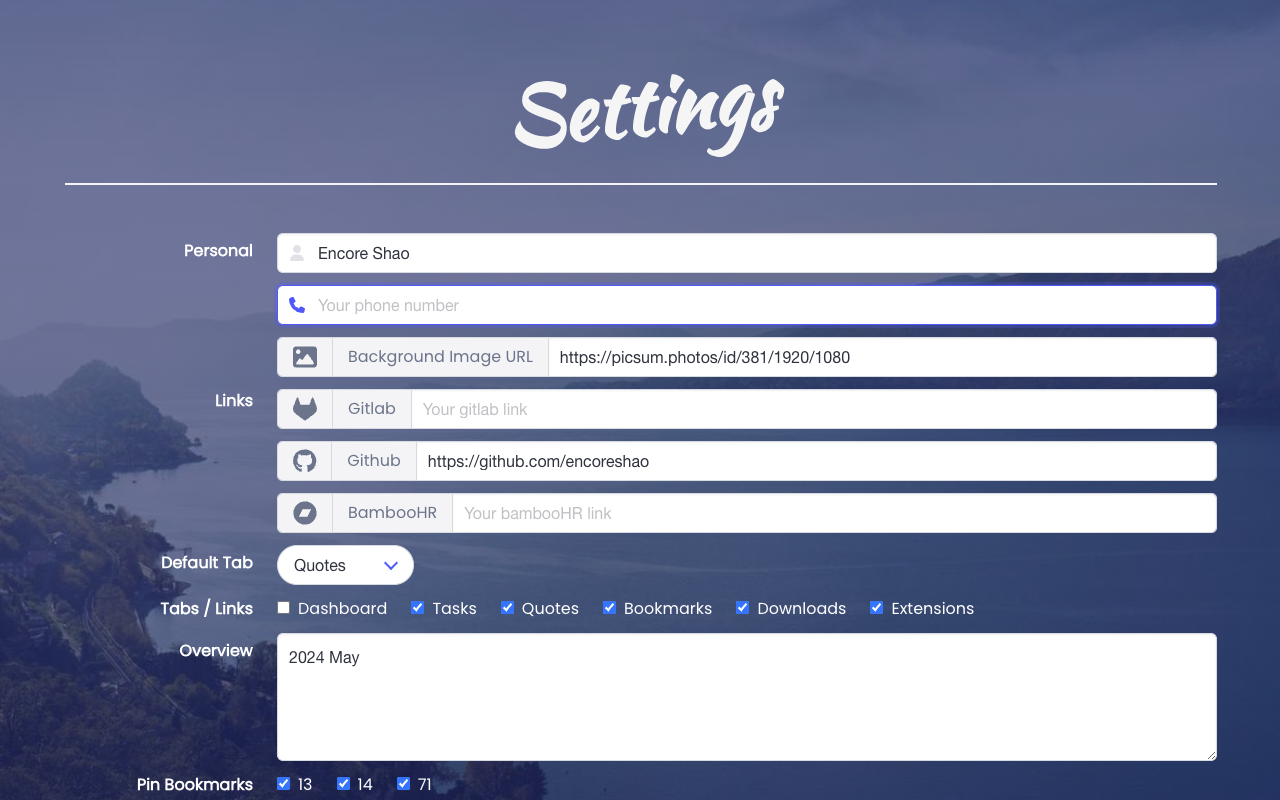 Settings
Personal
Encore Shao
Your phone number
Background Image URL https://picsum.photos/id/381/1920/1080
Links
Gitlab Your gitlab link
Github https://github.com/encoreshao
BambooHR Your bambooHR link
Default Tab Quotes
Tabs / Links Dashboard Tasks Quotes Bookmarks Downloads Extensions
Overview
2024 May
Pin Bookmarks 13 14 71